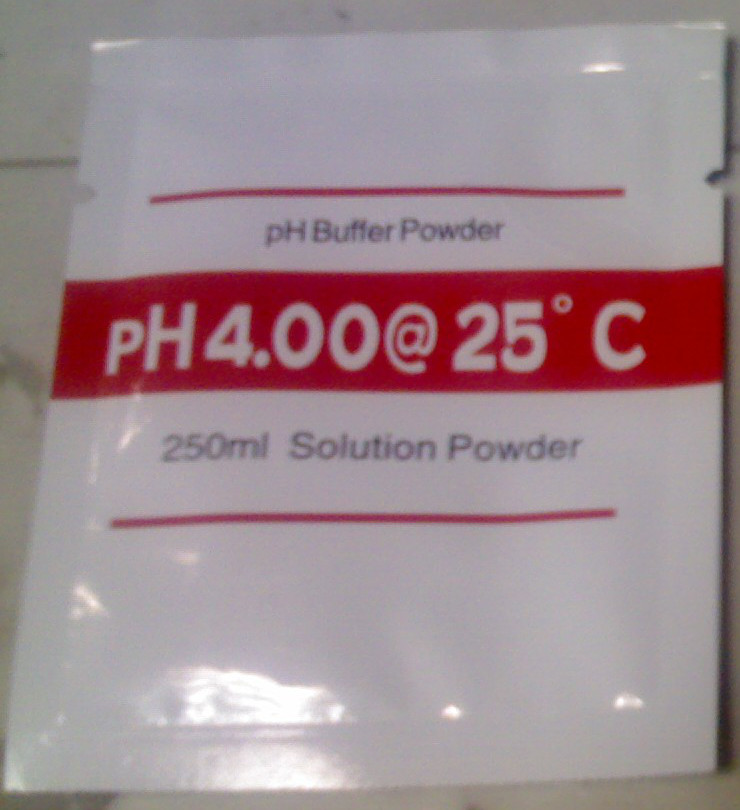 pH Buffer Powder
pH 4.00@ 25° C
250ml Solution Powder